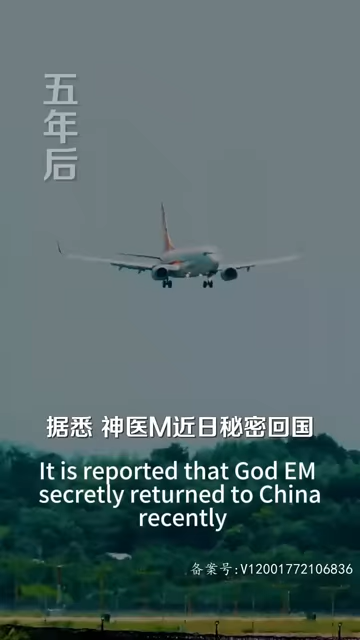 五年后
据悉 神医M近日秘密回国
It is reported that God EM
secretly returned to China
recently
备案号:V12001772106836